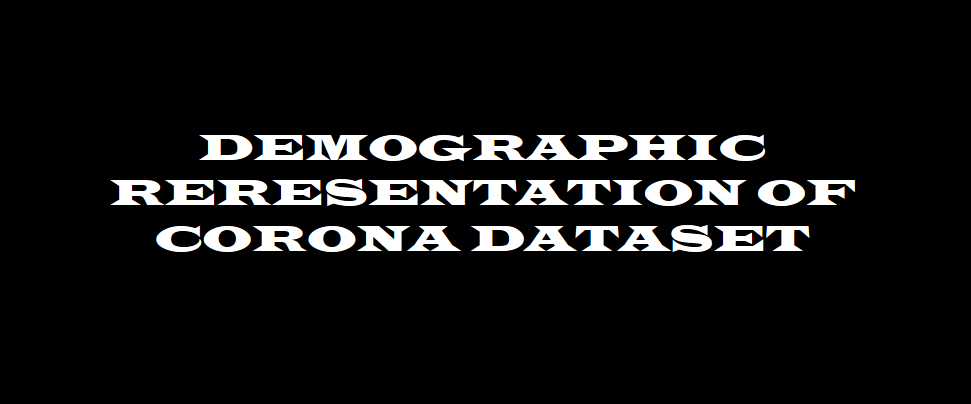 DEMOGRAPHIC
RERESENTATION OF
CORONA DATASET